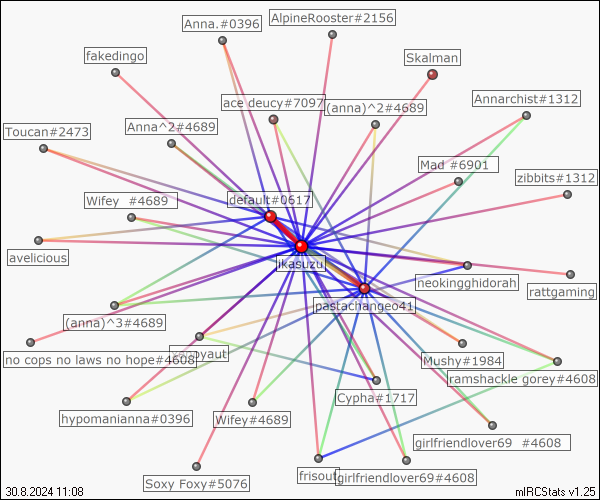 AlpineRooster#2156
Anna.#0396
fakedingo
Skalman
Annarchist#1312
ace deucy#7097
(anna)^2#4689
Toucan#2473
Anna^2#4689
Mad #6901
zibbits#1312
Wifey #4689
default#0617
avelicious
jkasuzu
neokingghidorah
rattgaming
pastachangeo41
(anna)^3#4689
no cops no laws no hope#4608
Mushy#1984
ramshackle gorey#4608
Cypha#1717
hypomanianna#0396
Wifey#4689
girlfriendlover69 #4608
Soxy Foxy#5076
frisout
girlfriendlover69#4608
30.8.2024 11:08
mIRCStats v1.25